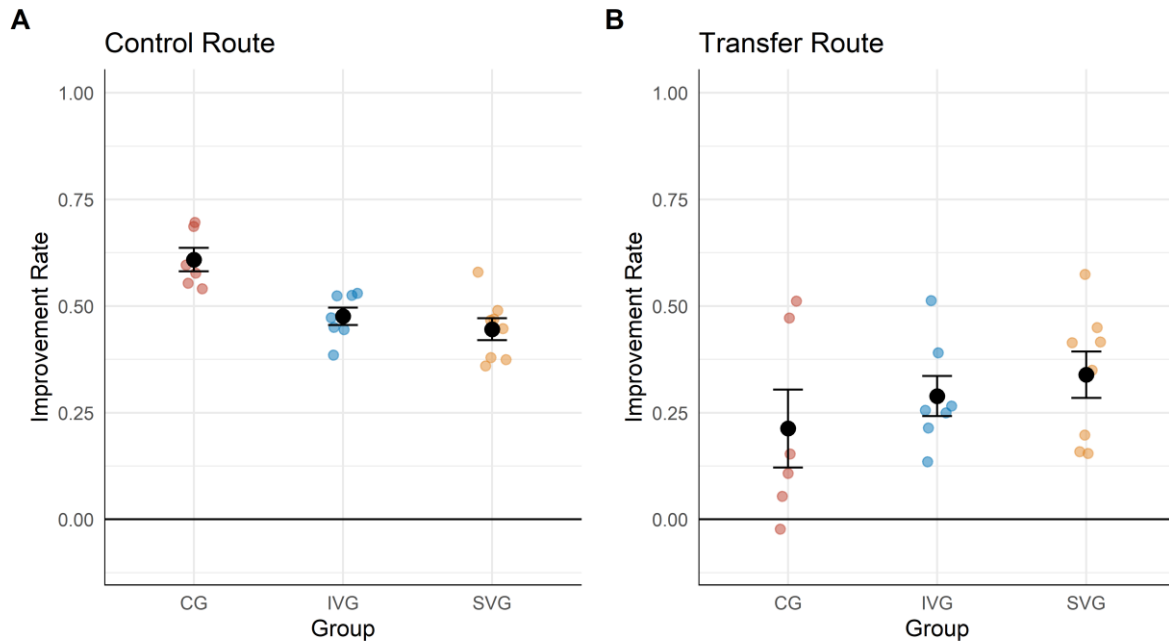 A
Control Route
Improvement Rate
1.00
0.75
0.50
0.25
0.00
CG IVG SVG
Group
B
Transfer Route
Improvement Rate
1.00
0.75
0.50
0.25
0.00
CG IVG SVG
Group